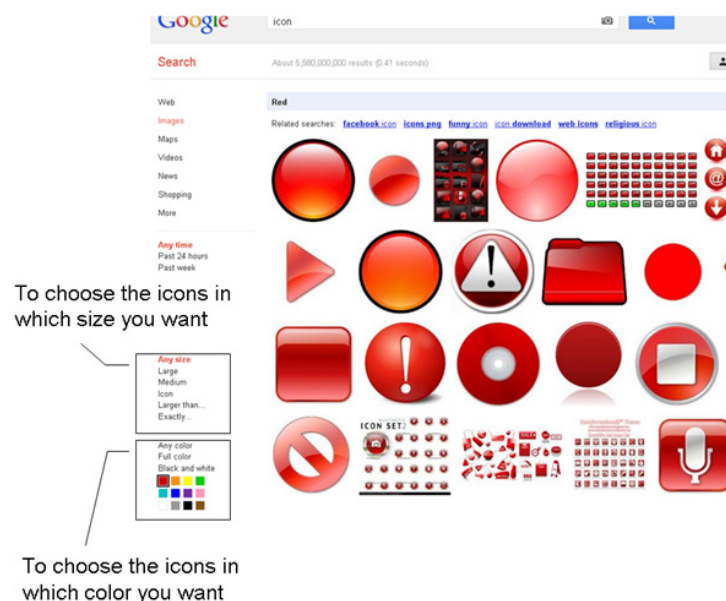 Google
icon
Search
About 5,580,000,000 results (0.41 seconds)
Web
Images
Maps
Videos
News
Shopping
More
Any time
Past 24 hours
Past week
Red
Related searches: facebook icon icons png funny icon icon download web icons religious icon
To choose the icons in
which size you want
Any size
Large
Medium
Icon
Larger than...
Exactly...
Any color
Full color
Black and white
To choose the icons in
which color you want
@
ICON SET2